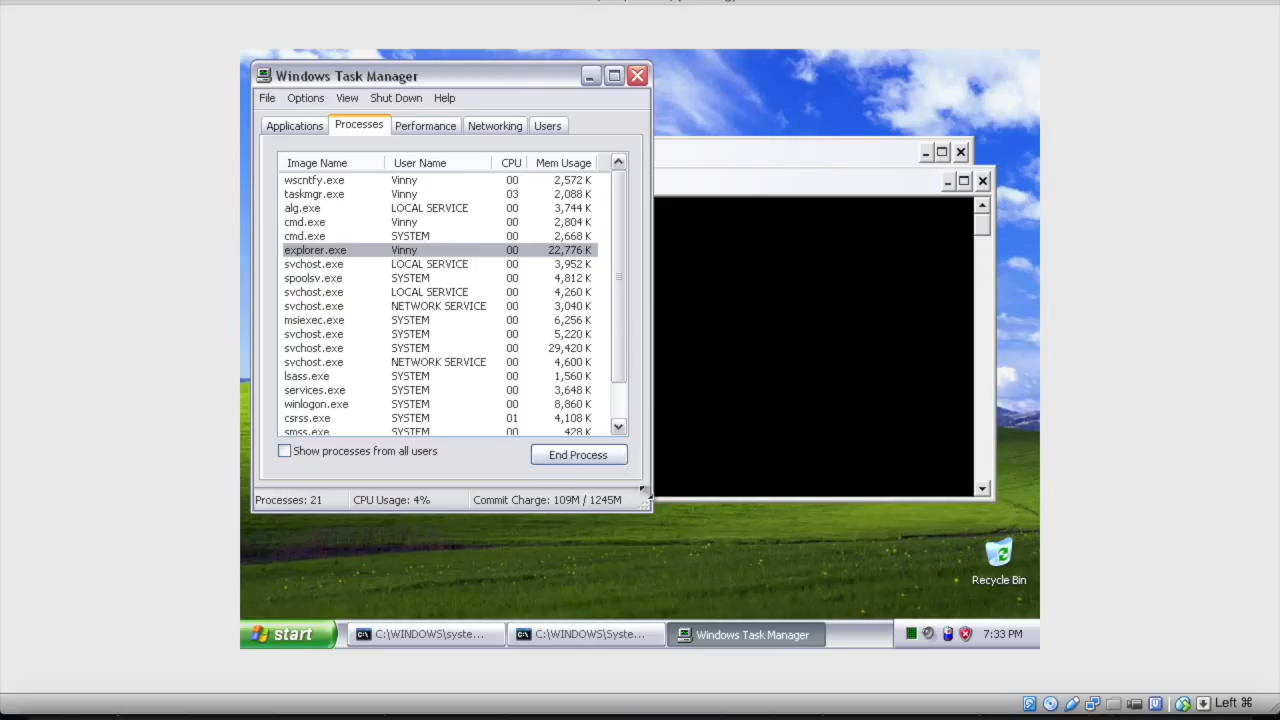 Windows Task Manager
File Options View Shut Down Help
Applications Processes Performance Networking Users
Image Name User Name CPU Mem Usage
wscntfy.exe Vinny 00 2,572 K
taskmgr.exe Vinny 03 2,088 K
alg.exe LOCAL SERVICE 00 3,744 K
cmd.exe Vinny 00 2,804 K
cmd.exe SYSTEM 00 2,668 K
explorer.exe Vinny 00 22,776 K
svchost.exe LOCAL SERVICE 00 3,952 K
spoolsv.exe SYSTEM 00 4,812 K
svchost.exe LOCAL SERVICE 00 4,260 K
svchost.exe NETWORK SERVICE 00 3,040 K
msiexec.exe SYSTEM 00 6,256 K
svchost.exe SYSTEM 00 5,220 K
svchost.exe SYSTEM 00 29,420 K
svchost.exe NETWORK SERVICE 00 4,600 K
lsass.exe SYSTEM 00 1,560 K
services.exe SYSTEM 00 3,648 K
winlogon.exe SYSTEM 00 8,860 K
csrss.exe SYSTEM 01 4,108 K
smss.exe SYSTEM 00 428 K
Show processes from all users End Process
Processes: 21 CPU Usage: 4% Commit Charge: 109M / 1245M
Recycle Bin
start C:\WINDOWS\syste... C:\WINDOWS\Syste... Windows Task Manager 7:33 PM
Left ⌘